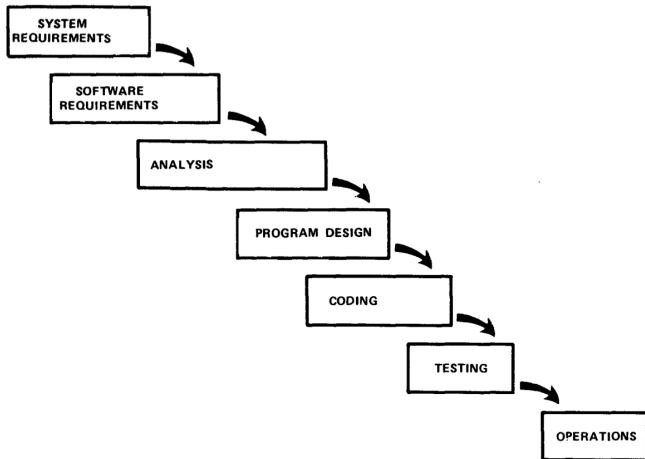 SYSTEM
REQUIREMENTS
SOFTWARE
REQUIREMENTS
ANALYSIS
PROGRAM DESIGN
CODING
TESTING
OPERATIONS